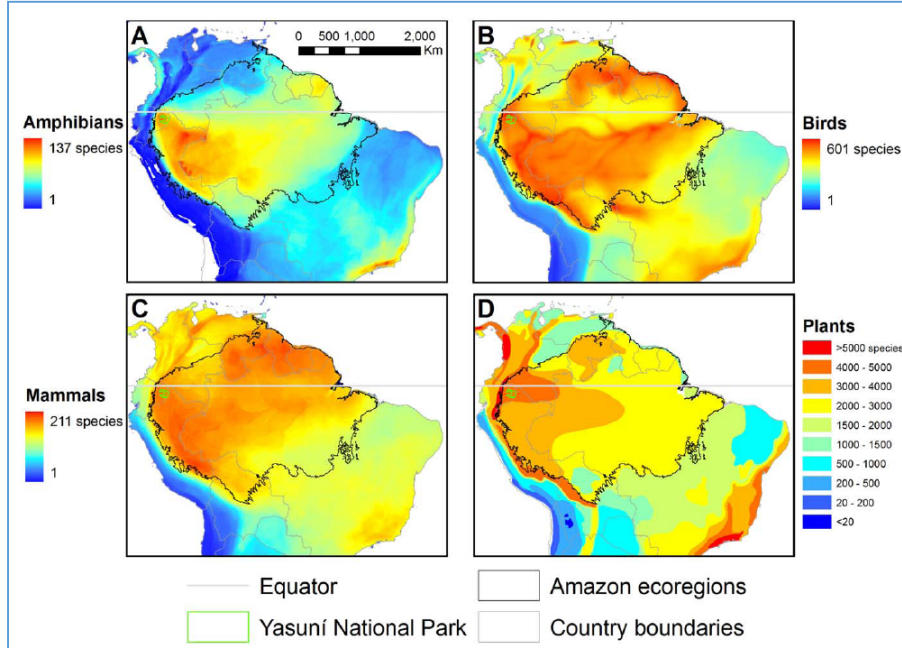 A
0 500 1,000 2,000
Km
B
Amphibians
137 species
1
Birds
601 species
1
C
D
Mammals
211 species
1
Plants
>5000 species
4000 - 5000
3000 - 4000
2000 - 3000
1500 - 2000
1000 - 1500
500 - 1000
200 - 500
20 - 200
<20
Equator
Amazon ecoregions
Yasuní National Park
Country boundaries